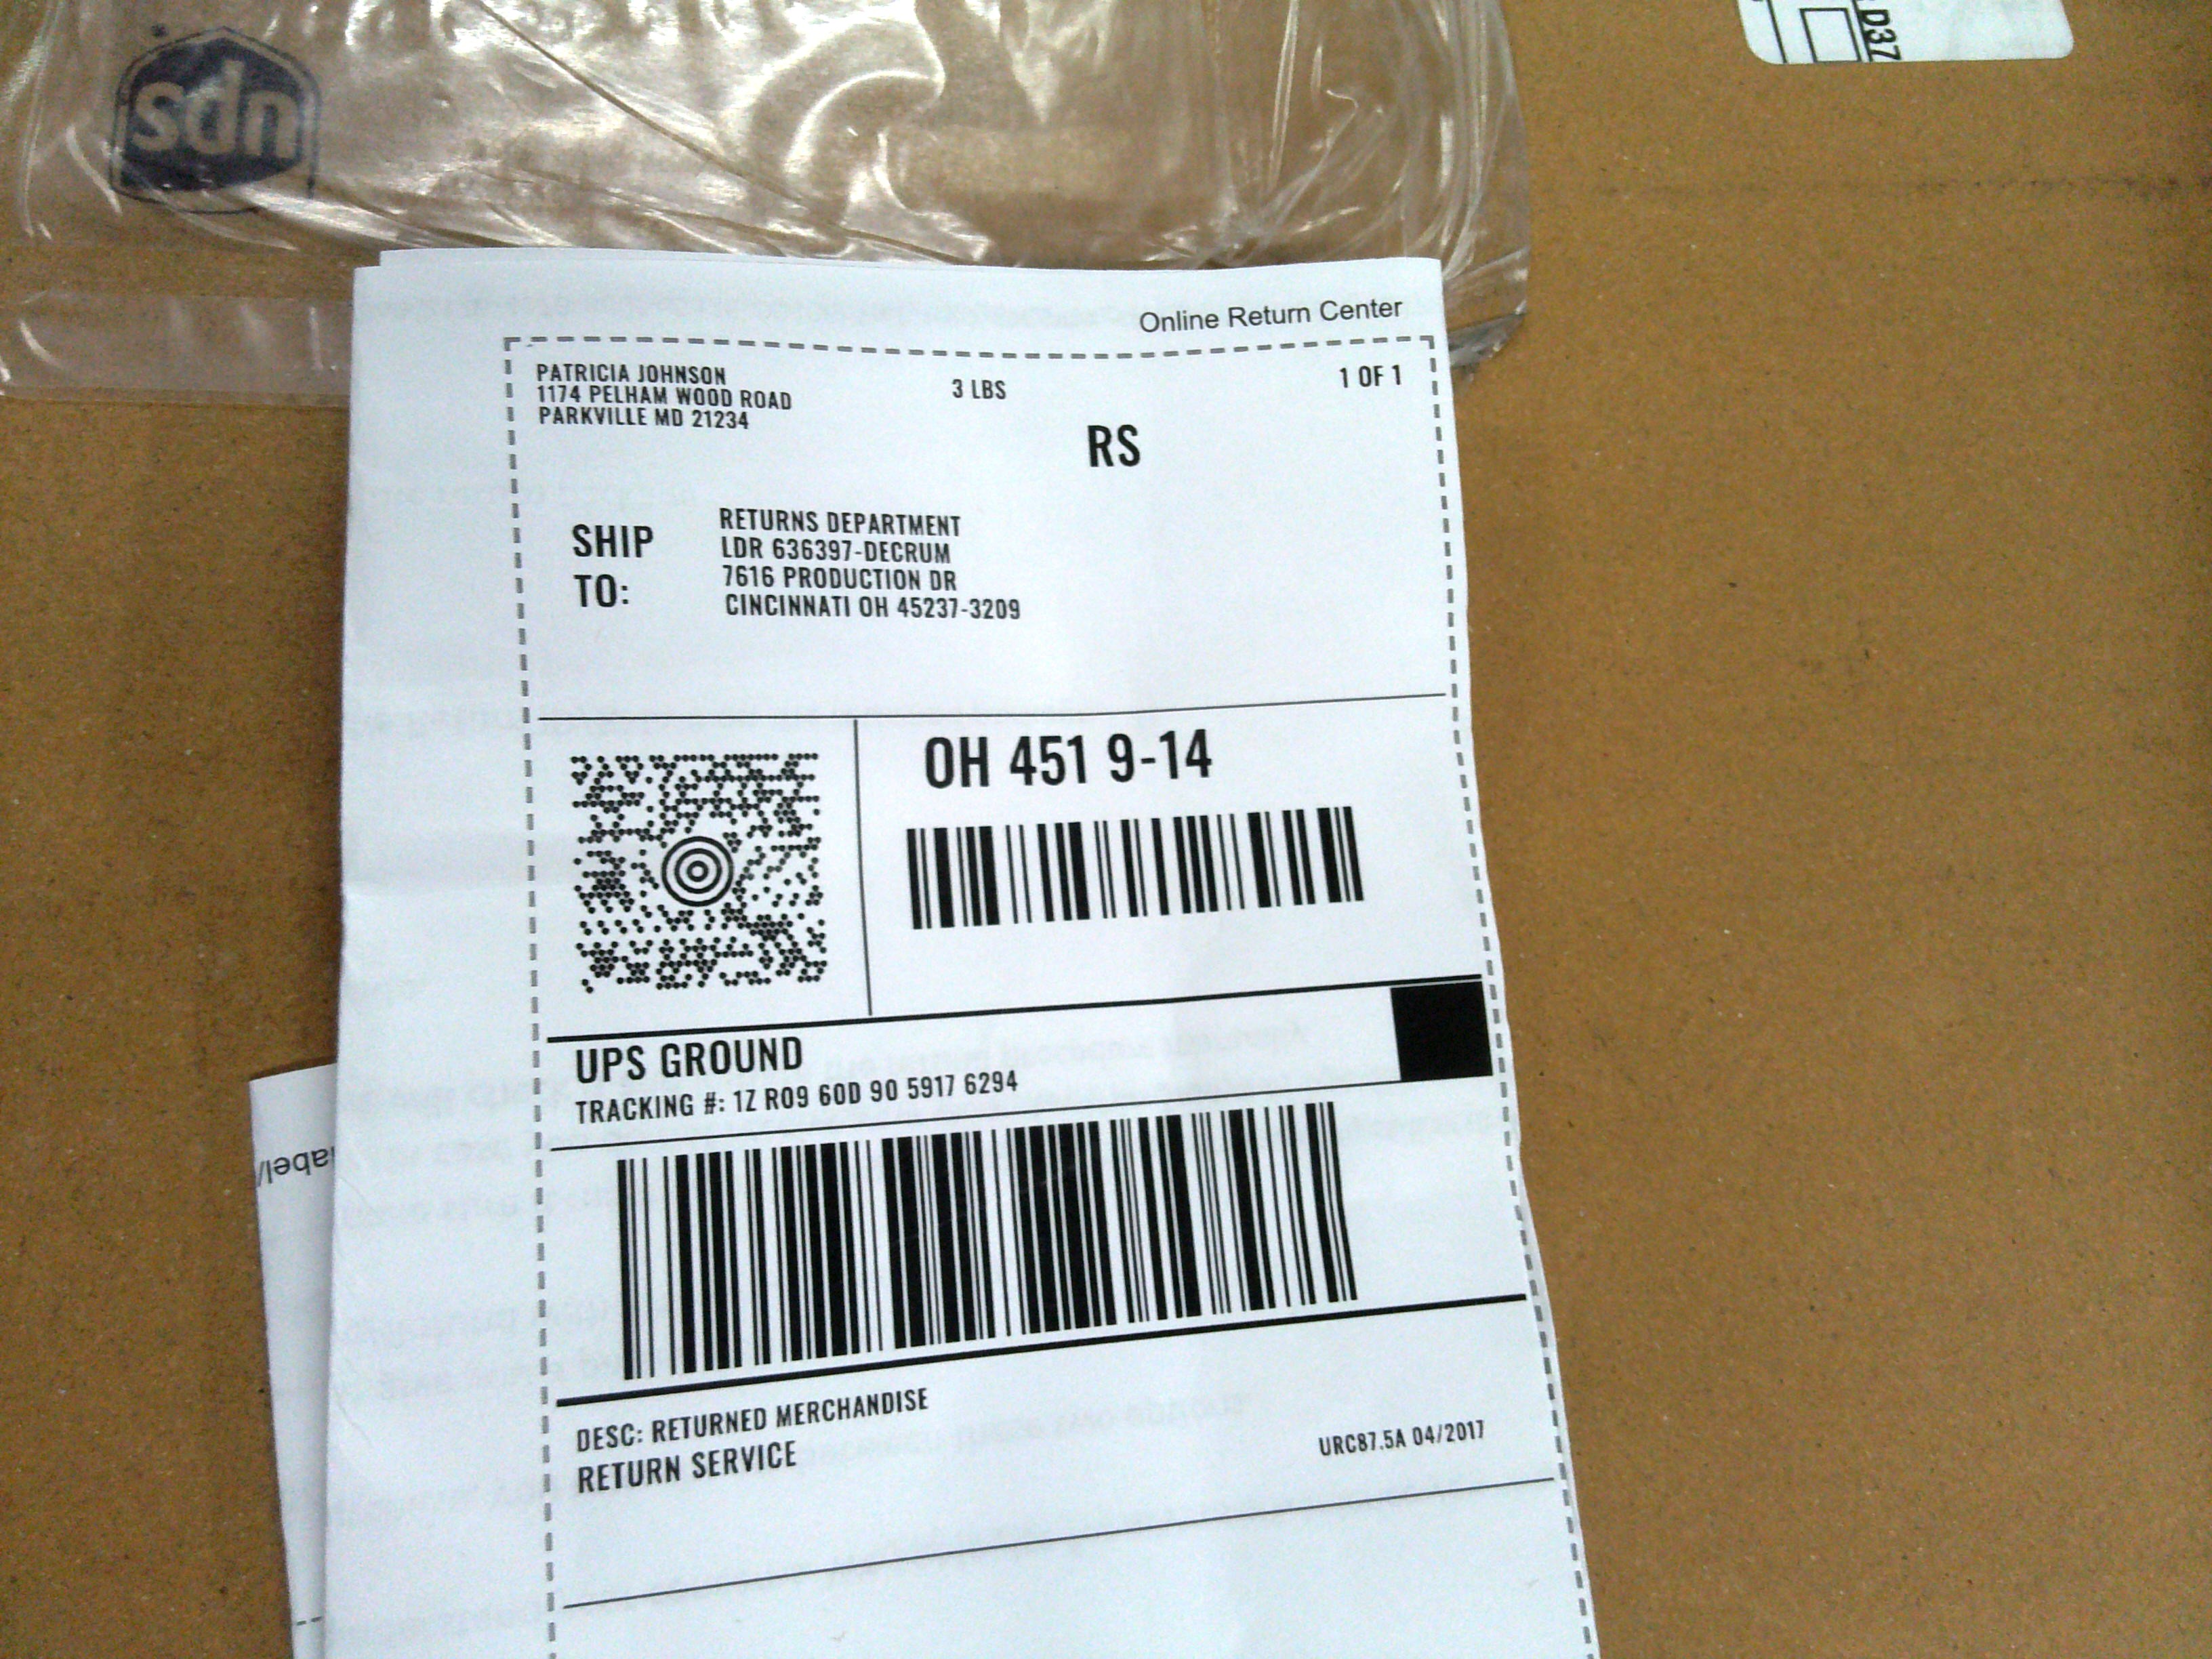 ups
D37
Online Return Center
PATRICIA JOHNSON
1174 PELHAM WOOD ROAD
PARKVILLE MD 21234
3 LBS
1 OF 1
RS
SHIP
TO:
RETURNS DEPARTMENT
LDR 636397-DECRUM
7616 PRODUCTION DR
CINCINNATI OH 45237-3209
OH 451 9-14
UPS GROUND
TRACKING #: 1Z R09 60D 90 5917 6294
DESC: RETURNED MERCHANDISE
RETURN SERVICE
URC87.5A 04/2017